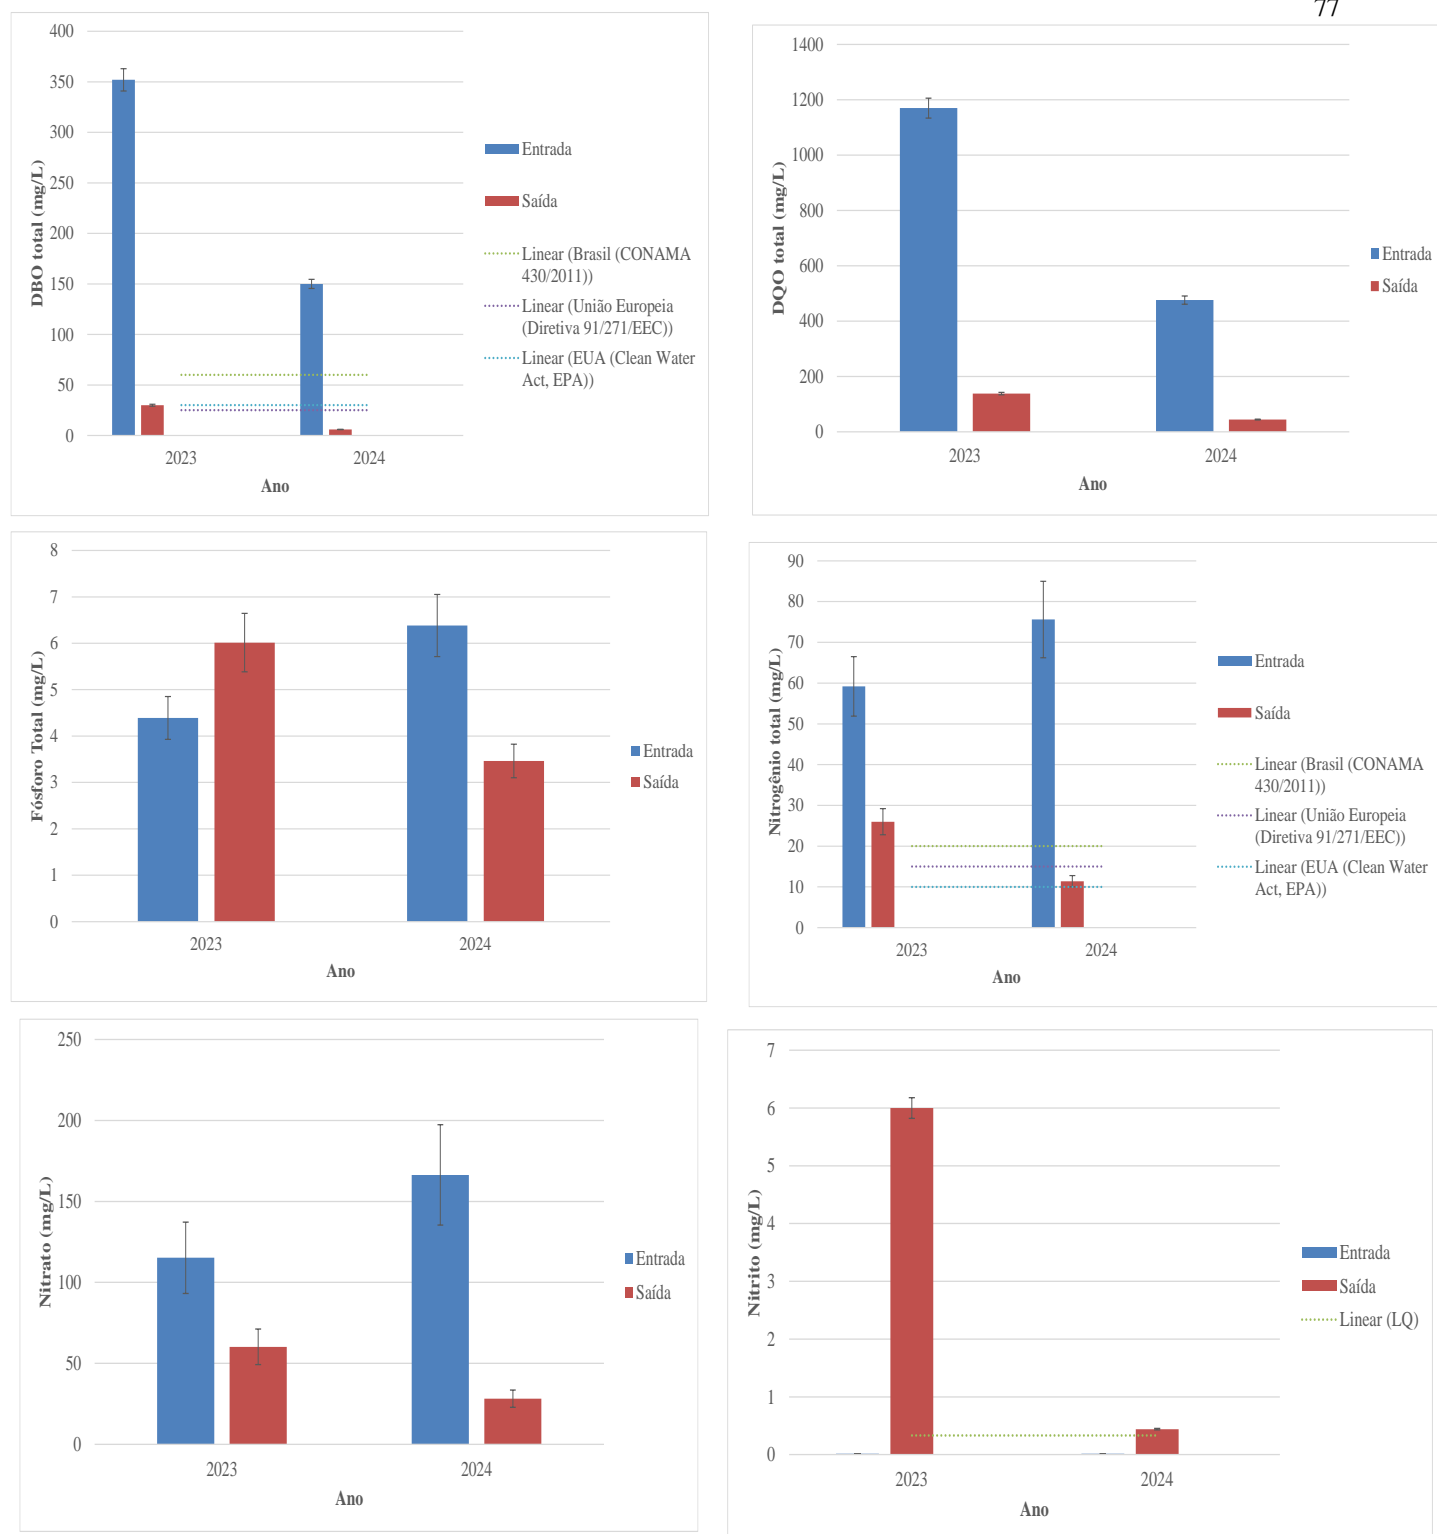 77
400
350
300
250
200
150
100
50
0
DBO total (mg/L)
2023
2024
Ano
Entrada
Saída
Linear (Brasil (CONAMA
430/2011))
Linear (União Europeia
(Diretiva 91/271/EEC))
Linear (EUA (Clean Water
Act, EPA))
1400
1200
1000
800
600
400
200
0
DQO total (mg/L)
2023
2024
Ano
Entrada
Saída
8
7
6
5
4
3
2
1
0
Fósforo Total (mg/L)
2023
2024
Ano
Entrada
Saída
90
80
70
60
50
40
30
20
10
0
Nitrogênio total (mg/L)
2023
2024
Ano
Entrada
Saída
Linear (Brasil (CONAMA
430/2011))
Linear (União Europeia
(Diretiva 91/271/EEC))
Linear (EUA (Clean Water
Act, EPA))
250
200
150
100
50
0
Nitrato (mg/L)
2023
2024
Ano
Entrada
Saída
7
6
5
4
3
2
1
0
Nitrito (mg/L)
2023
2024
Ano
Entrada
Saída
Linear (LQ)